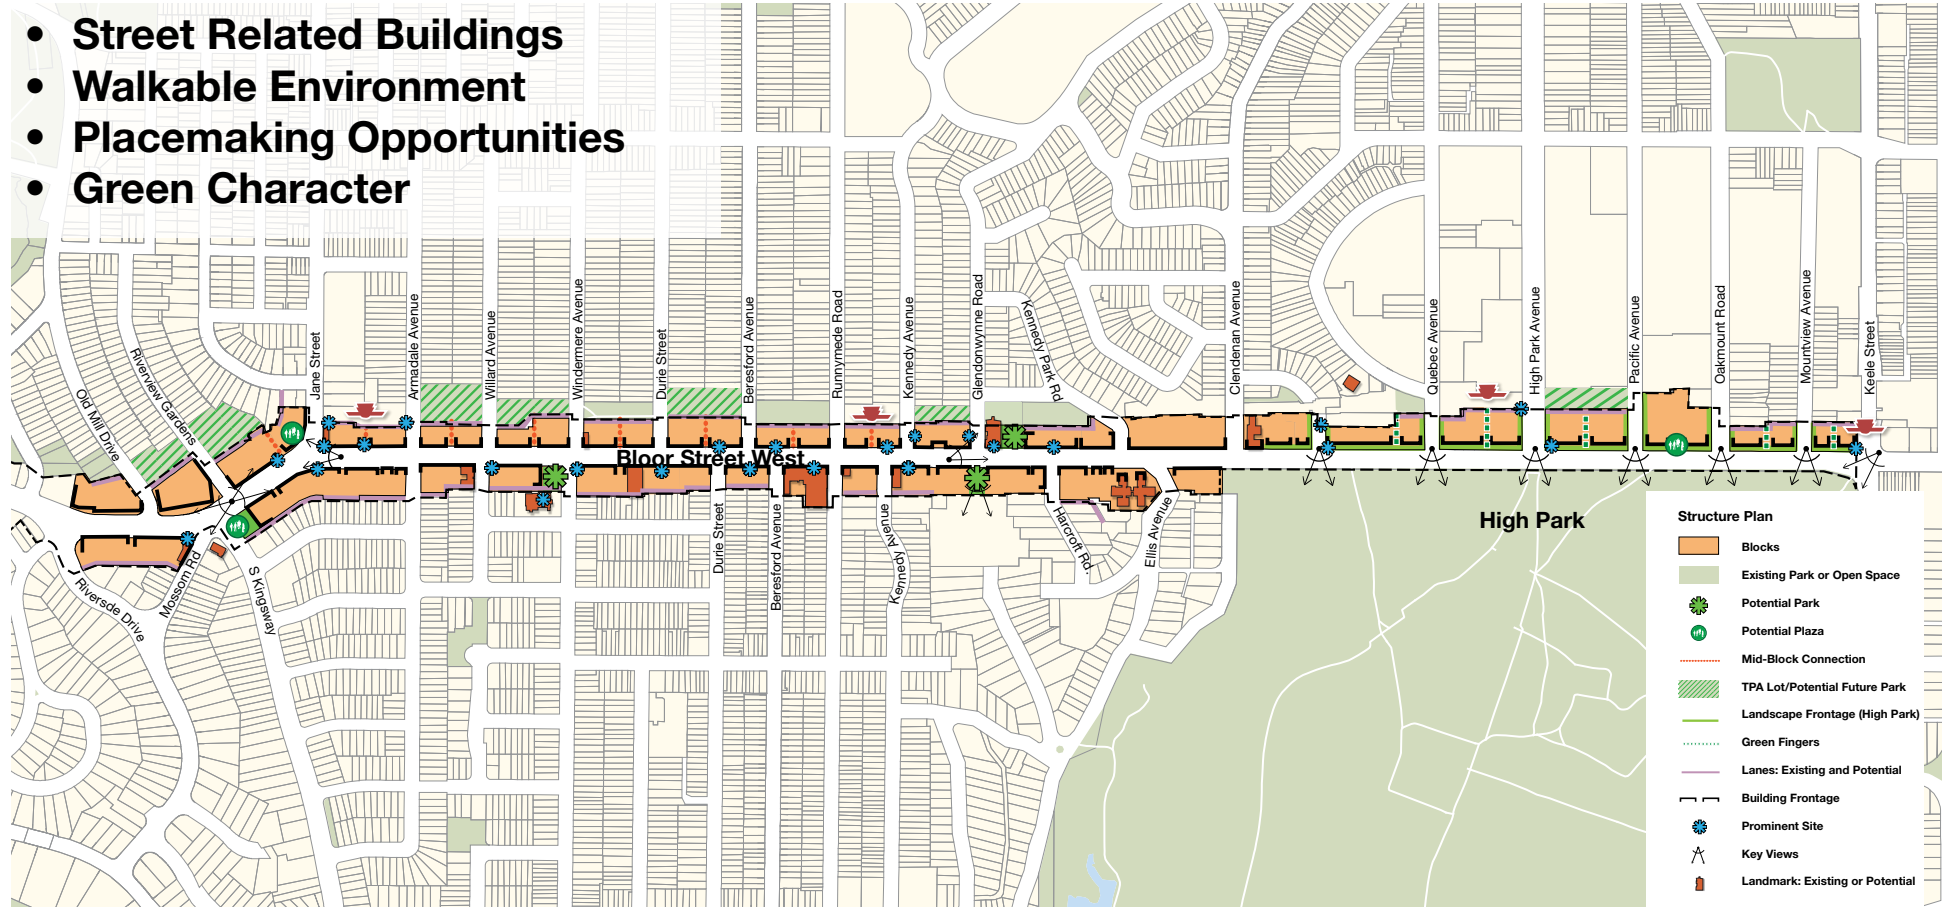 • Street Related Buildings
• Walkable Environment
• Placemaking Opportunities
• Green Character
Old Mill Drive
Riverview Gardens
Jane Street
Armadale Avenue
Willard Avenue
Windermere Avenue
Durie Street
Beresford Avenue
Runnymede Road
Kennedy Avenue
Glendonwynne Road
Kennedy Park Rd
Clendenan Avenue
Quebec Avenue
High Park Avenue
Pacific Avenue
Oakmount Road
Mountview Avenue
Keele Street
Bloor Street West
Riversde Drive
Mossom Rd
S Kingsway
Durie Street
Beresford Avenue
Kennedy Avenue
Harcroft Rd.
Ellis Avenue
High Park
Structure Plan
Blocks
Existing Park or Open Space
Potential Park
Potential Plaza
Mid-Block Connection
TPA Lot/Potential Future Park
Landscape Frontage (High Park)
Green Fingers
Lanes: Existing and Potential
Building Frontage
Prominent Site
Key Views
Landmark: Existing or Potential